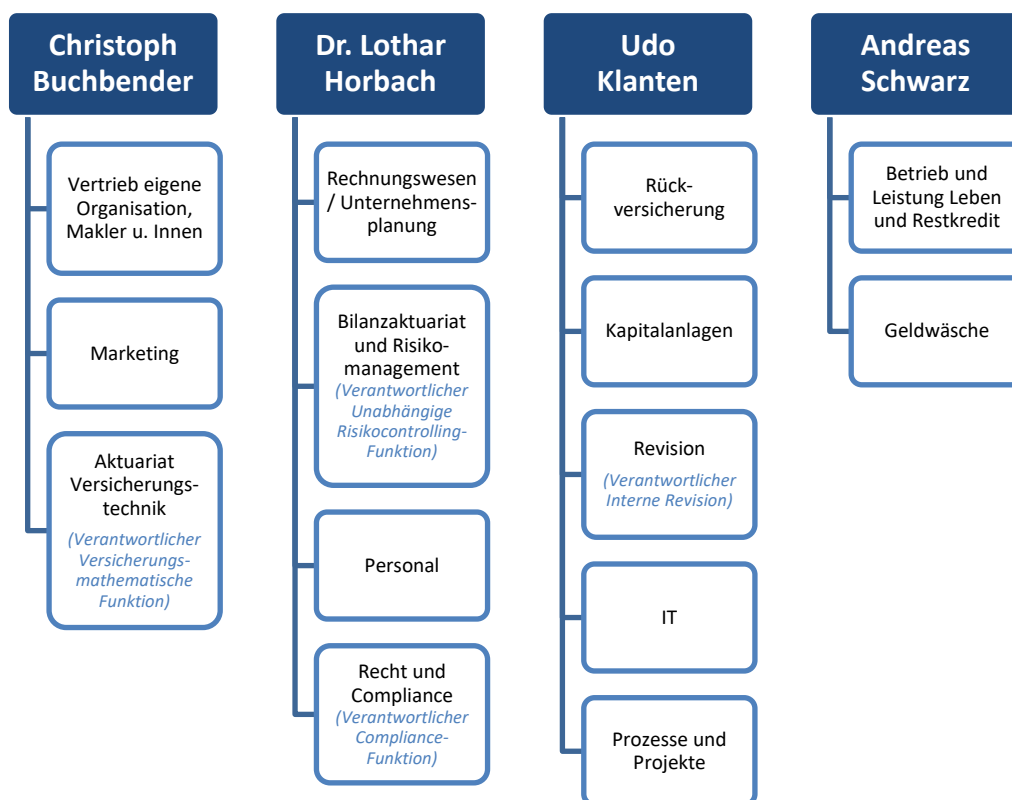 Christoph
Buchbender
Vertrieb eigene
Organisation,
Makler u. Innen
Marketing
Aktuariat
Versicherungs-
technik
(Verantwortlicher
Versicherungs-
mathematische
Funktion)
Dr. Lothar
Horbach
Rechnungswesen
/ Unternehmens-
planung
Bilanzaktuariat
und Risiko-
management
(Verantwortlicher
Unabhängige
Risikocontrolling-
Funktion)
Personal
Recht und
Compliance
(Verantwortlicher
Compliance-
Funktion)
Udo
Klanten
Rück-
versicherung
Kapitalanlagen
Revision
(Verantwortlicher
Interne Revision)
IT
Prozesse und
Projekte
Andreas
Schwarz
Betrieb und
Leistung Leben
und Restkredit
Geldwäsche